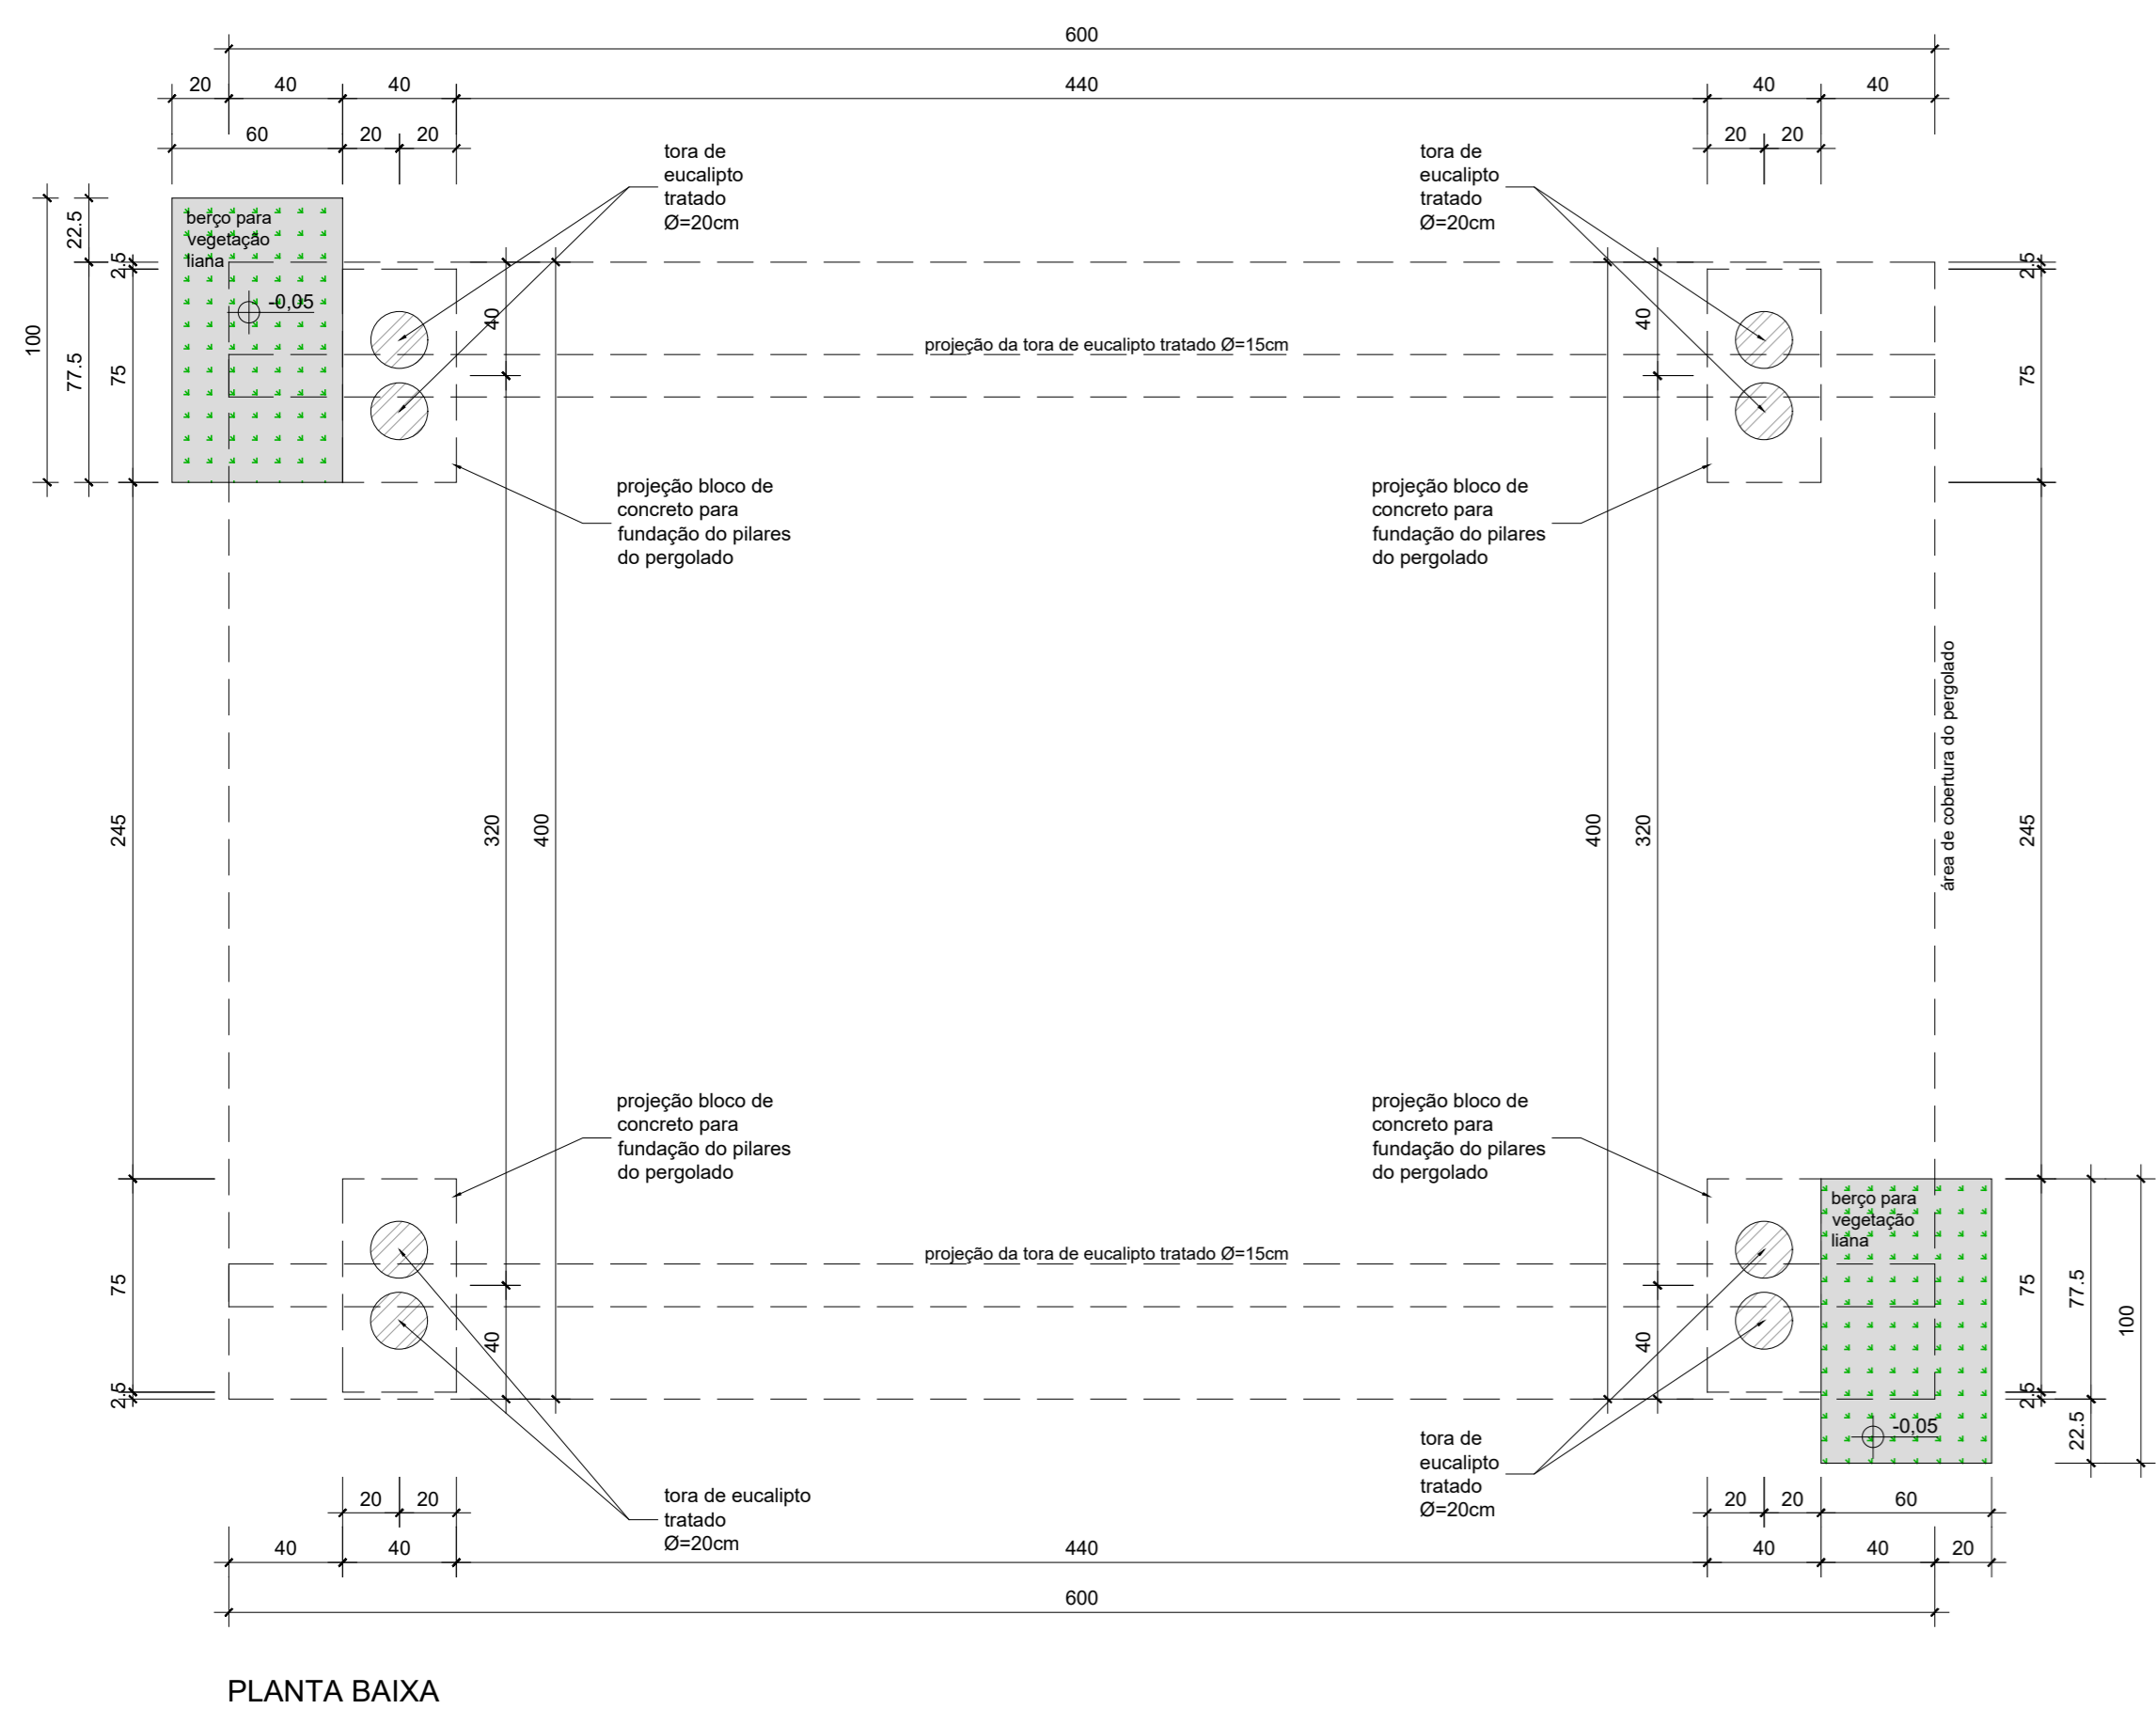 600
20 40 40 440 40 40
60 20 20 20 20
tora de
eucalipto
tratado
Ø=20cm
tora de
eucalipto
tratado
Ø=20cm
berço para
vegetação
liana
-0,05
22.5
2.5
100
77.5
75
40
40
2.5
75
projeção da tora de eucalipto tratado Ø=15cm
projeção bloco de
concreto para
fundação do pilares
do pergolado
projeção bloco de
concreto para
fundação do pilares
do pergolado
245
320
400
400
320
área de cobertura do pergolado
245
projeção bloco de
concreto para
fundação do pilares
do pergolado
projeção bloco de
concreto para
fundação do pilares
do pergolado
berço para
vegetação
liana
-0,05
projeção da tora de eucalipto tratado Ø=15cm
75
2.5
40
40
75
2.5
77.5
22.5
100
tora de eucalipto
tratado
Ø=20cm
tora de
eucalipto
tratado
Ø=20cm
20 20 20 20 60
40 40 440 40 40 20
600
PLANTA BAIXA